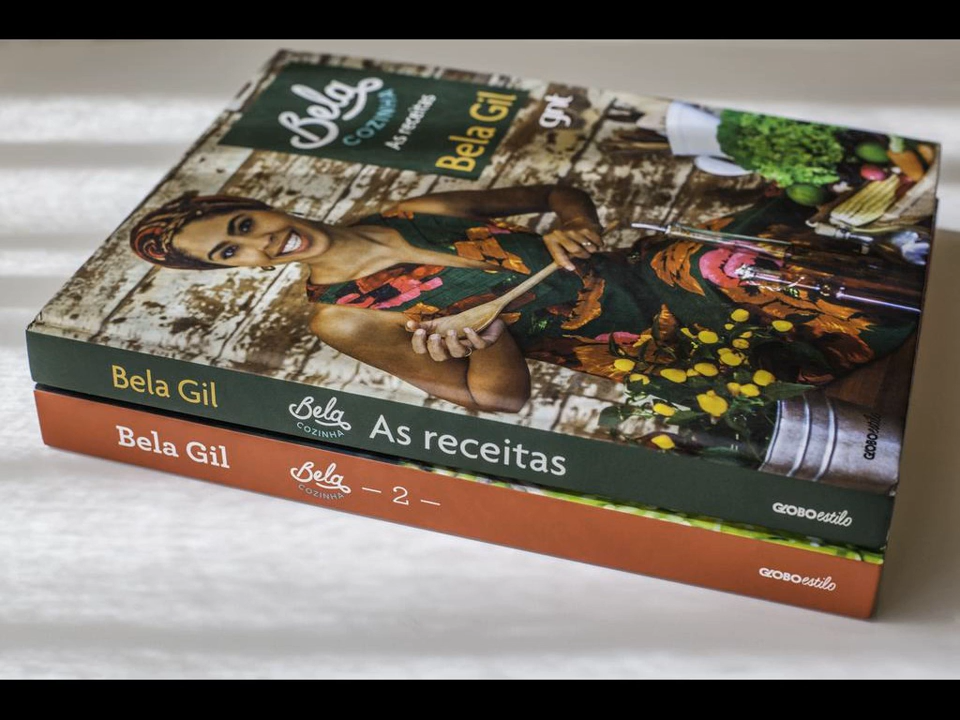 Bela
COZINHA
As receitas
Bela Gil
gnt
GLOBOestilo
Bela Gil
Bela
COZINHA
As receitas
GLOBOestilo
Bela Gil
Bela
COZINHA
– 2 –
GLOBOestilo